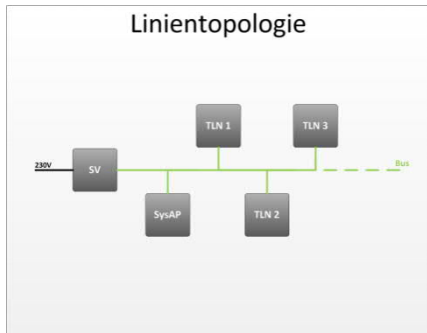 Linientopologie
TLN 1
TLN 3
230V
SV
Bus
SysAP
TLN 2